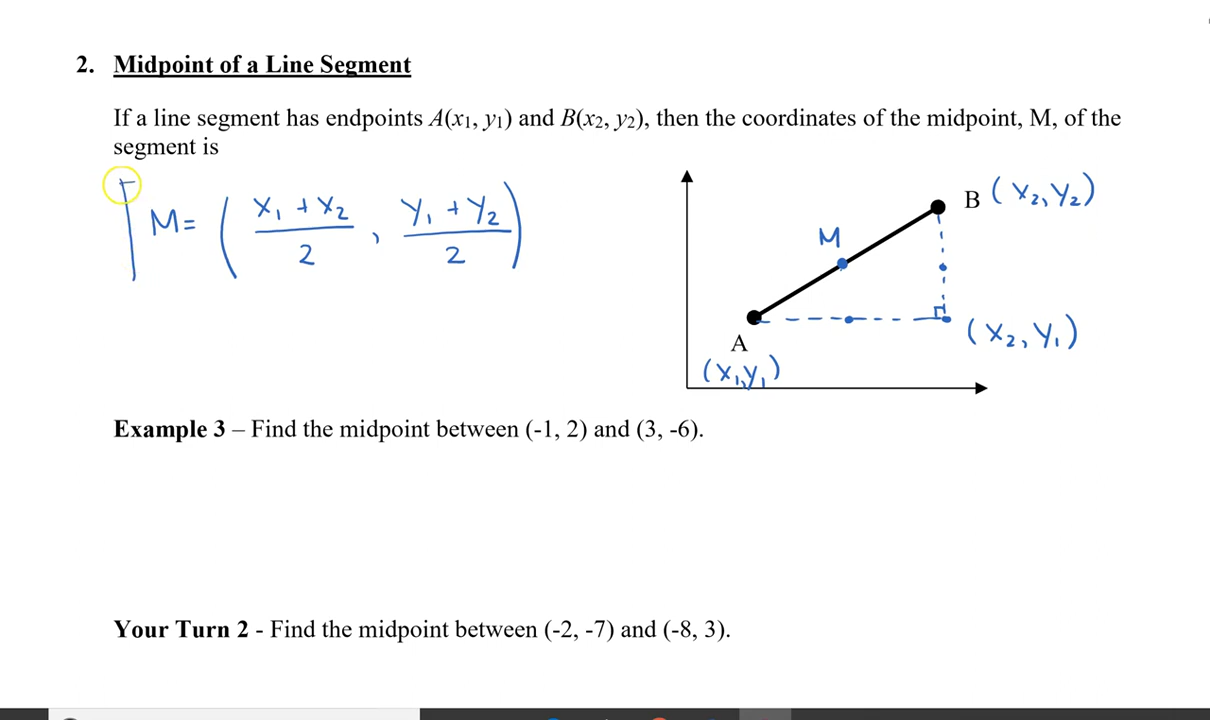 2. Midpoint of a Line Segment
If a line segment has endpoints A(x₁, y₁) and B(x₂, y₂), then the coordinates of the midpoint, M, of the
segment is
M = ( x₁ + x₂ / 2 , y₁ + y₂ / 2 )
B (x₂, y₂)
M
(x₂, y₁)
A
(x₁, y₁)
Example 3 – Find the midpoint between (-1, 2) and (3, -6).
Your Turn 2 - Find the midpoint between (-2, -7) and (-8, 3).